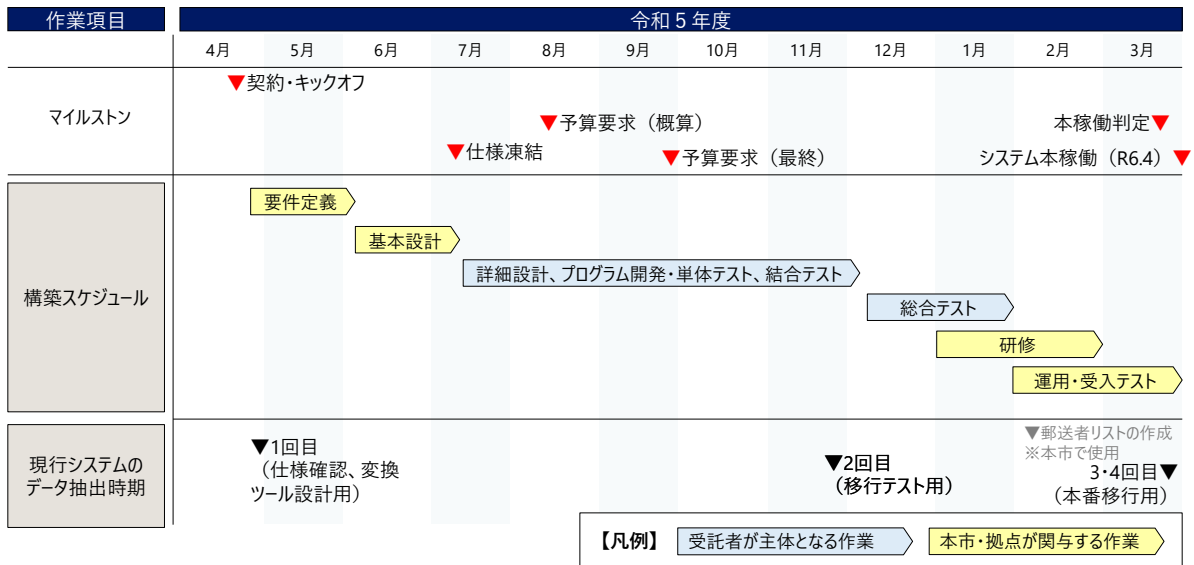 作業項目
令和5年度
4月 5月 6月 7月 8月 9月 10月 11月 12月 1月 2月 3月
マイルストン
▼契約・キックオフ
▼予算要求（概算）
本稼働判定▼
▼仕様凍結
▼予算要求（最終）
システム本稼働（R6.4）▼
構築スケジュール
要件定義
基本設計
詳細設計、プログラム開発・単体テスト、結合テスト
総合テスト
研修
運用・受入テスト
現行システムの
データ抽出時期
▼1回目
（仕様確認、変換
ツール設計用）
▼2回目
（移行テスト用）
▼郵送者リストの作成
※本市で使用
3・4回目▼
（本番移行用）
【凡例】
受託者が主体となる作業
本市・拠点が関与する作業